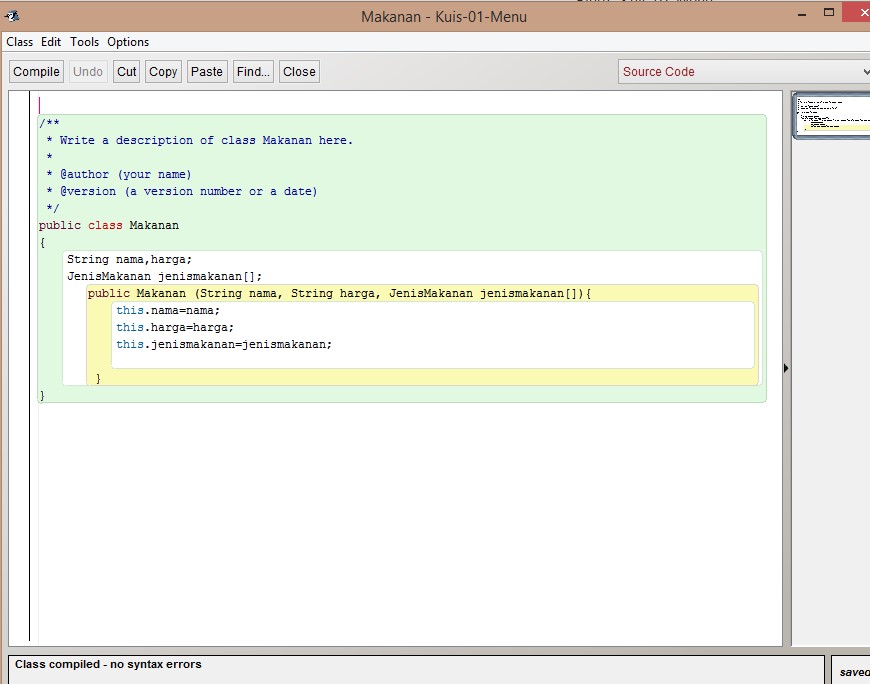 Makanan - Kuis-01-Menu
Class Edit Tools Options
Compile Undo Cut Copy Paste Find... Close Source Code
/**
* Write a description of class Makanan here.
*
* @author (your name)
* @version (a version number or a date)
*/
public class Makanan
{
String nama,harga;
JenisMakanan jenismakanan[];
public Makanan (String nama, String harga, JenisMakanan jenismakanan[]){
this.nama=nama;
this.harga=harga;
this.jenismakanan=jenismakanan;
}
}
Class compiled - no syntax errors
saved